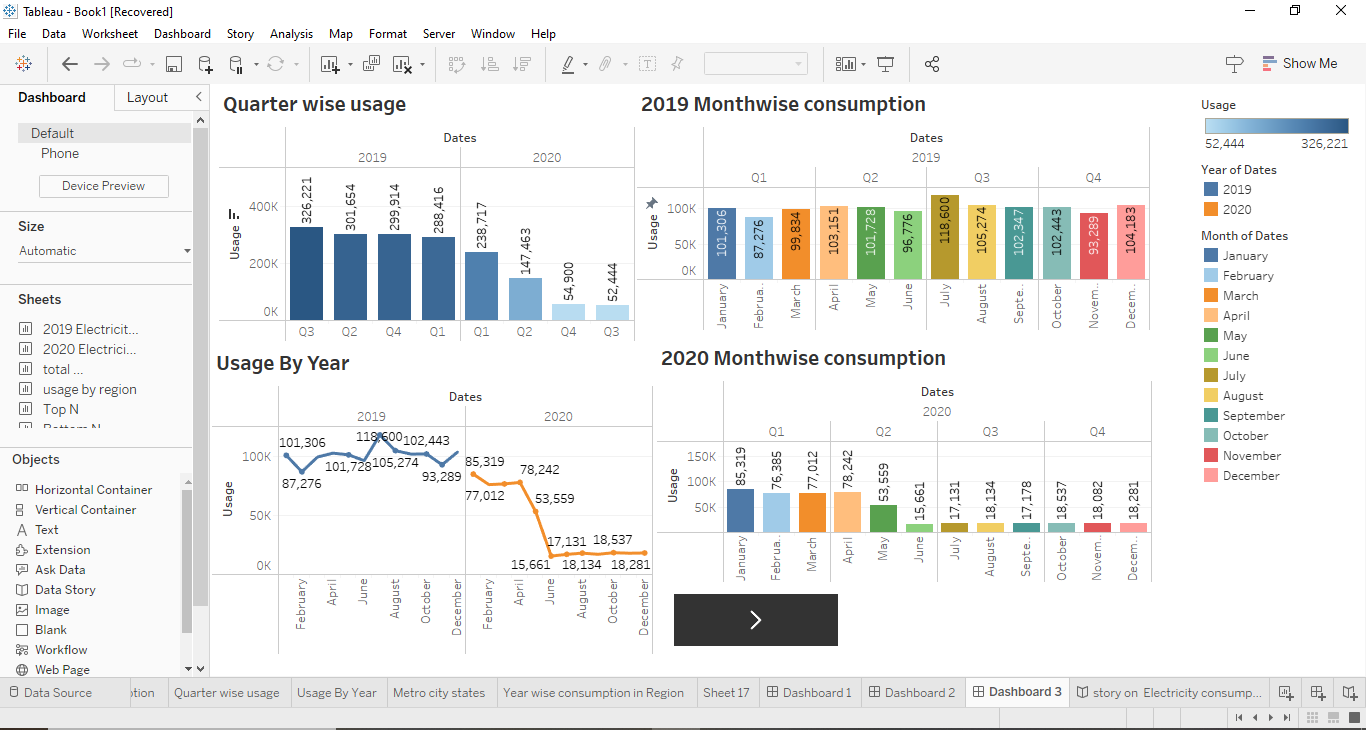 Tableau - Book1 [Recovered]
File Data Worksheet Dashboard Story Analysis Map Format Server Window Help
Show Me
Dashboard Layout
Default
Phone
Device Preview
Size
Automatic
Sheets
2019 Electricit...
2020 Electrici...
total ...
usage by region
Top N
Bottom N
Objects
Horizontal Container
Vertical Container
Text
Extension
Ask Data
Data Story
Image
Blank
Workflow
Web Page
Quarter wise usage
Dates
2019 2020
Usage
400K
200K
0K
326,221 301,654 299,914 288,416 238,717 147,463 54,900 52,444
Q3 Q2 Q4 Q1 Q1 Q2 Q4 Q3
2019 Monthwise consumption
Dates
2019
Q1 Q2 Q3 Q4
Usage
100K
50K
0K
101,306 87,276 99,834 103,151 101,728 96,776 118,600 105,274 102,347 102,443 93,289 104,183
January Februa.. March April May June July August Septe.. October Novem.. Decem..
Usage By Year
Dates
2019 2020
Usage
100K
50K
0K
101,306 87,276 101,728 118,600 105,274 102,443 93,289
85,319 77,012 78,242 53,559 15,661 17,131 18,134 18,537 18,281
February April June August October December February April June August October December
2020 Monthwise consumption
Dates
2020
Q1 Q2 Q3 Q4
Usage
150K
100K
50K
85,319 76,385 77,012 78,242 53,559 15,661 17,131 18,134 17,178 18,537 18,082 18,281
January Februa.. March April May June July August Septe.. October Novem.. Decem..
Usage
52,444 326,221
Year of Dates
2019
2020
Month of Dates
January
February
March
April
May
June
July
August
September
October
November
December
Data Source ption Quarter wise usage Usage By Year Metro city states Year wise consumption in Region Sheet 17 Dashboard 1 Dashboard 2 Dashboard 3 story on Electricity consump...